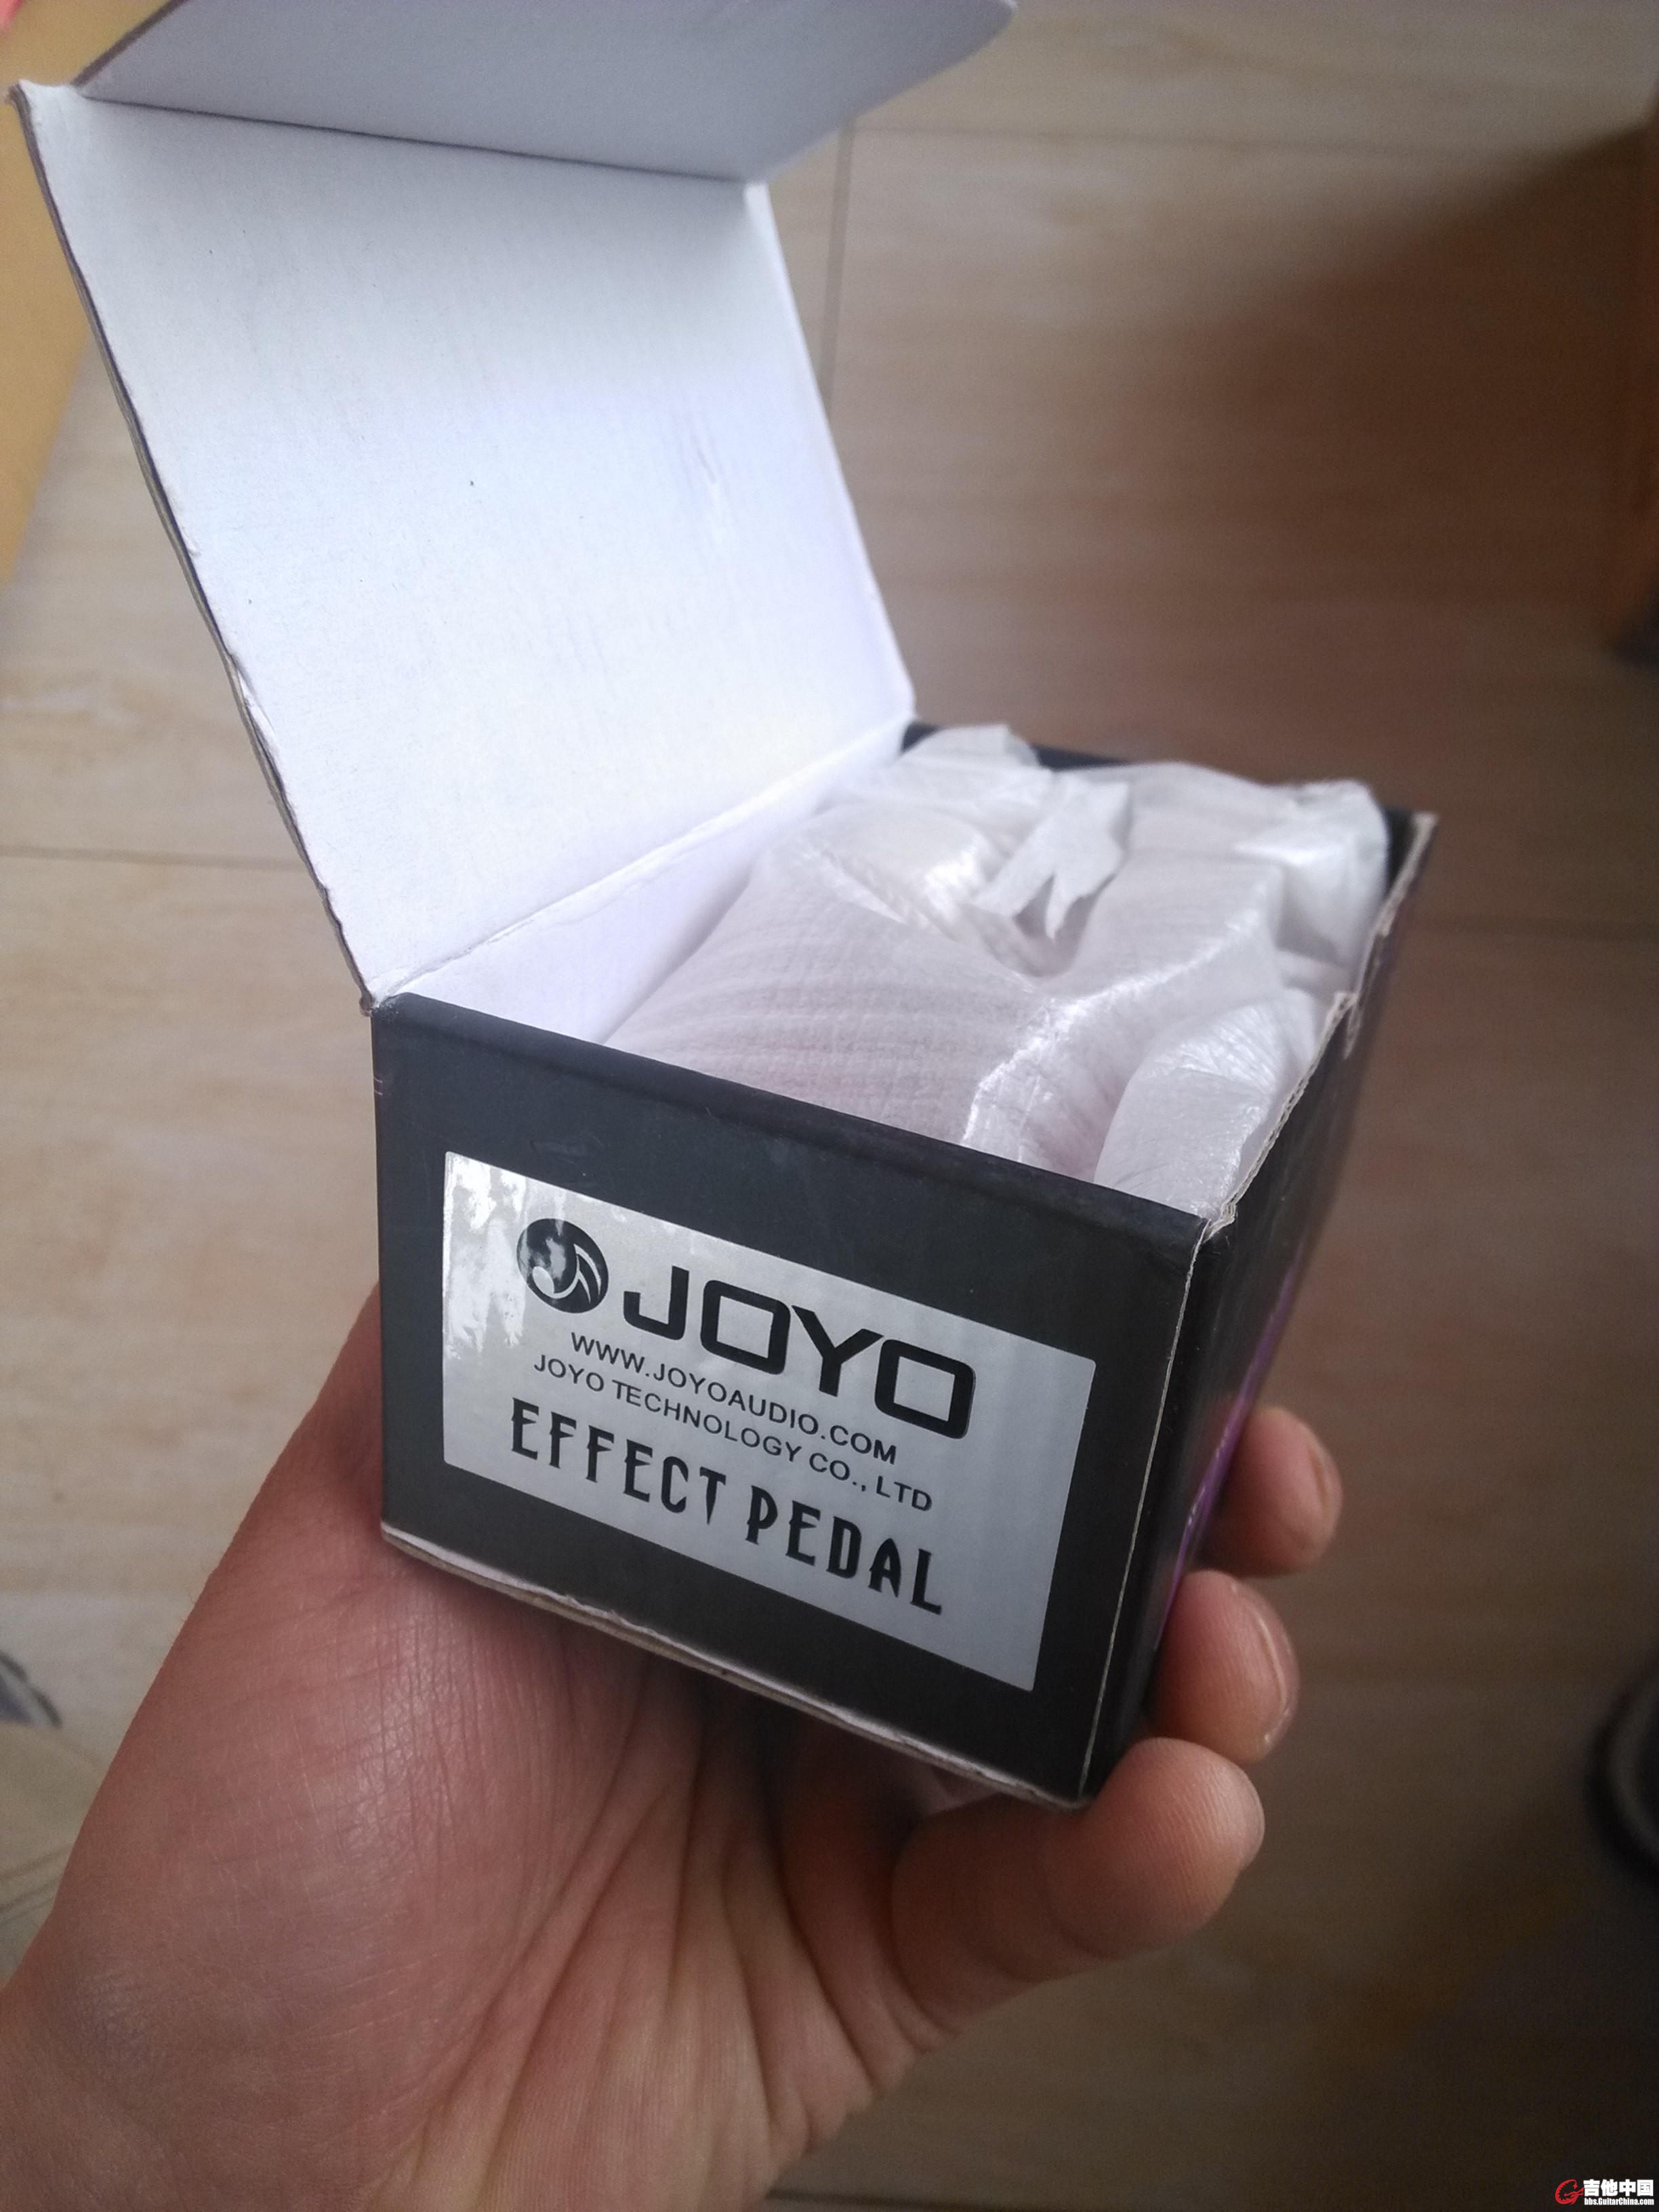 JOYO
WWW.JOYOAUDIO.COM
JOYO TECHNOLOGY CO., LTD
EFFECT PEDAL
吉他中国
bbs.GuitarChina.com